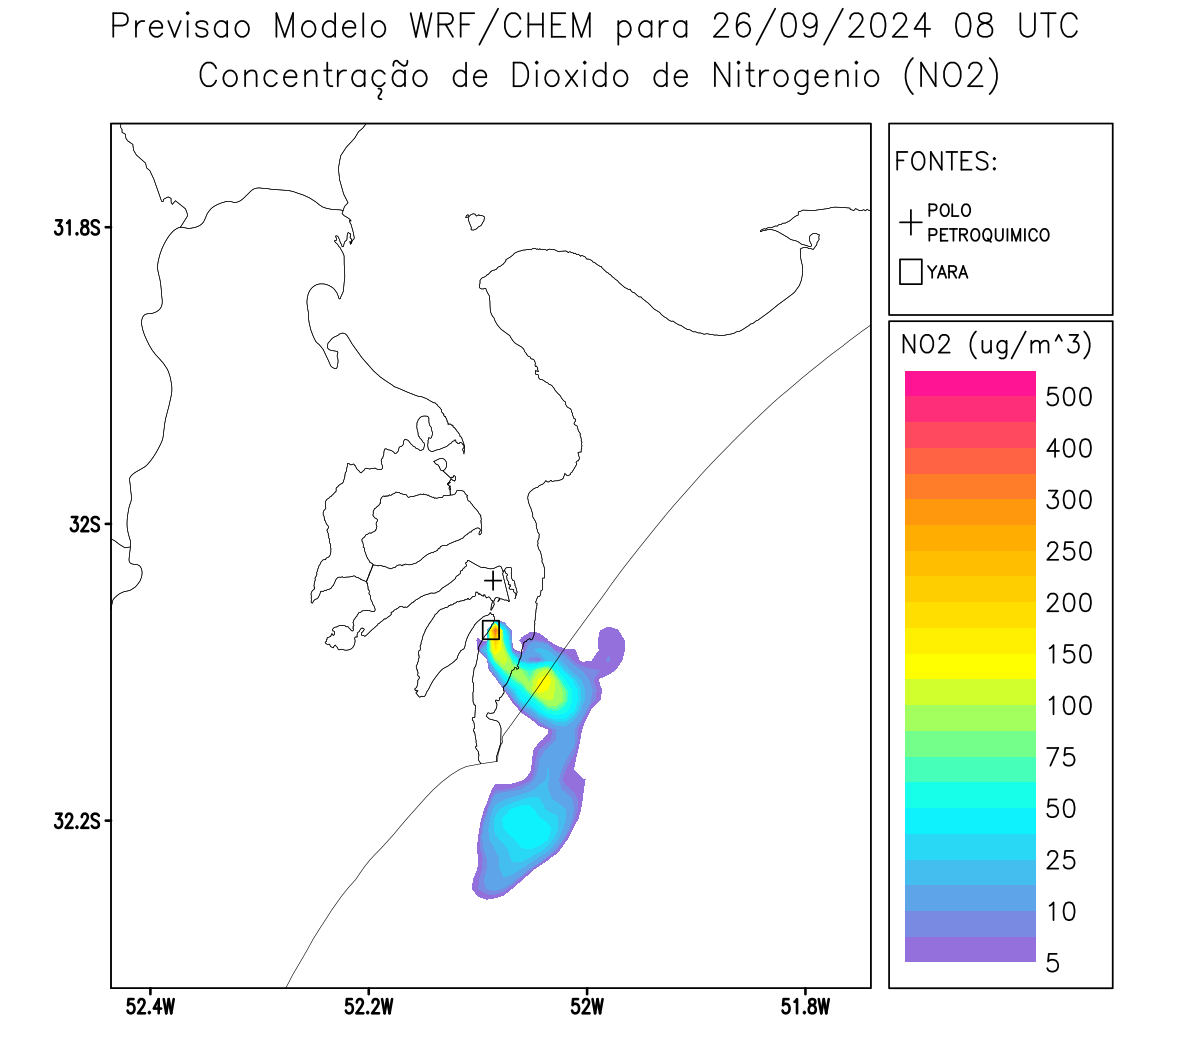 Previsao Modelo WRF/CHEM para 26/09/2024 08 UTC
Concentração de Dioxido de Nitrogenio (NO2)
FONTES:
POLO
PETROQUIMICO
YARA
NO2 (ug/m^3)
500
400
300
250
200
150
100
75
50
25
10
5
31.8S
32S
32.2S
52.4W
52.2W
52W
51.8W